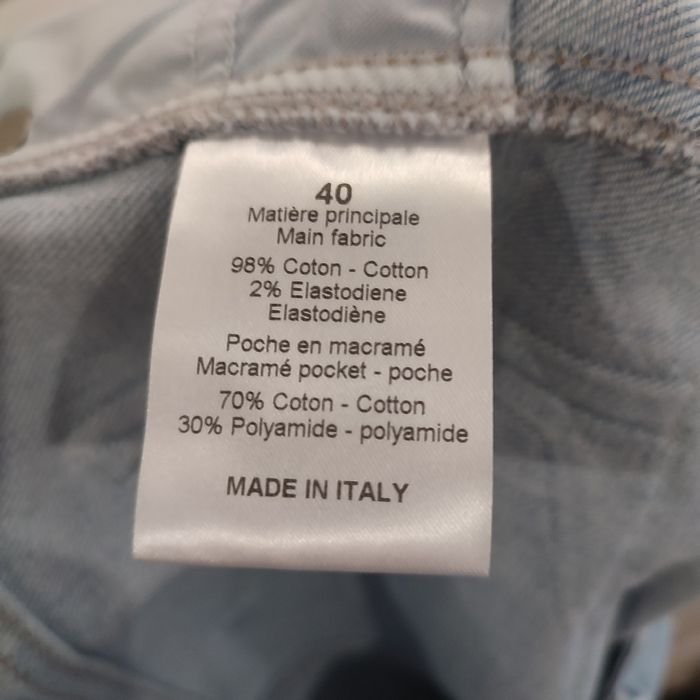 40
Matière principale
Main fabric
98% Coton - Cotton
2% Elastodiene
Elastodiène
Poche en macramé
Macramé pocket - poche
70% Coton - Cotton
30% Polyamide - polyamide
MADE IN ITALY